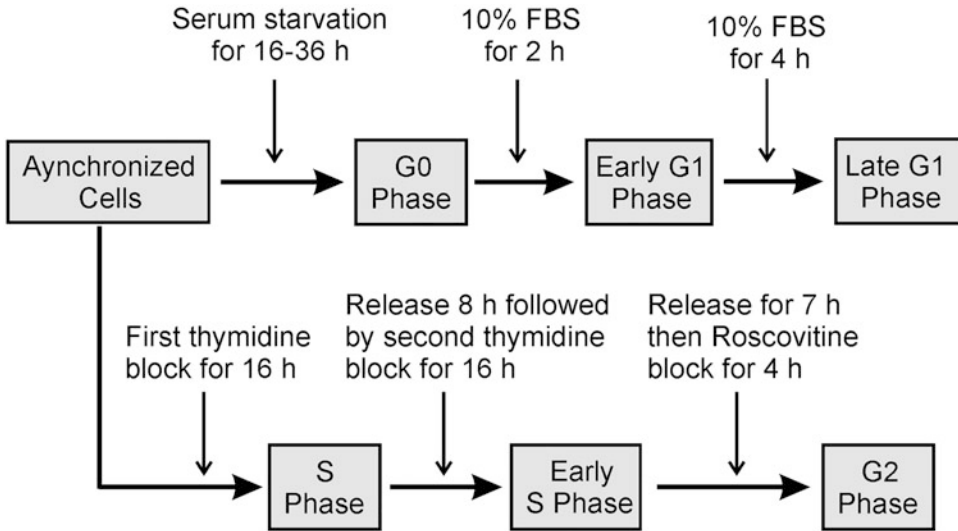 Serum starvation
for 16-36 h
10% FBS
for 2 h
10% FBS
for 4 h
Aynchronized
Cells
G0
Phase
Early G1
Phase
Late G1
Phase
First thymidine
block for 16 h
Release 8 h followed
by second thymidine
block for 16 h
Release for 7 h
then Roscovitine
block for 4 h
S
Phase
Early
S Phase
G2
Phase